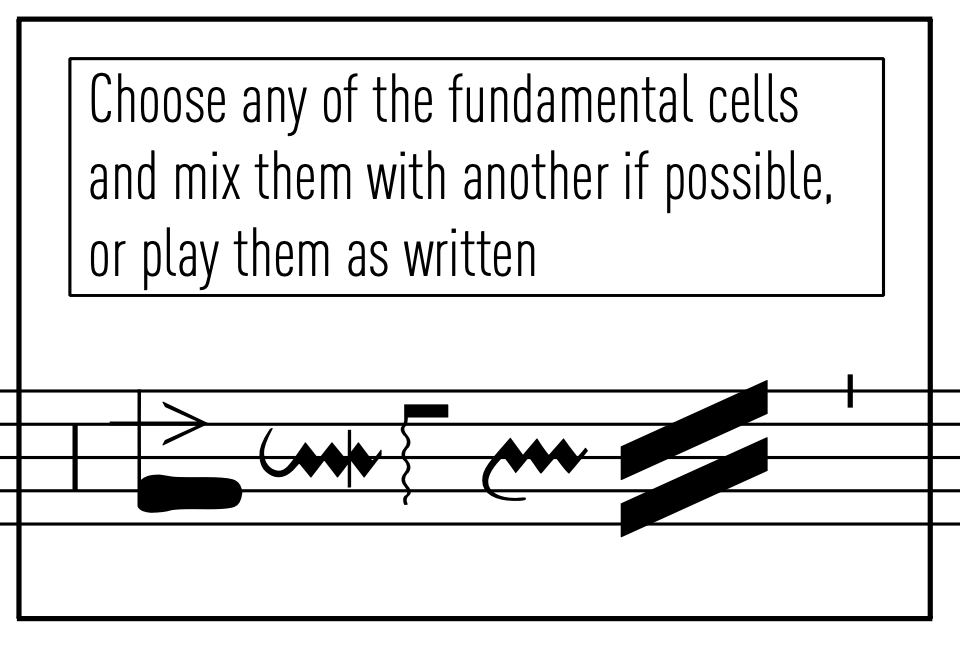 Choose any of the fundamental cells
and mix them with another if possible,
or play them as written